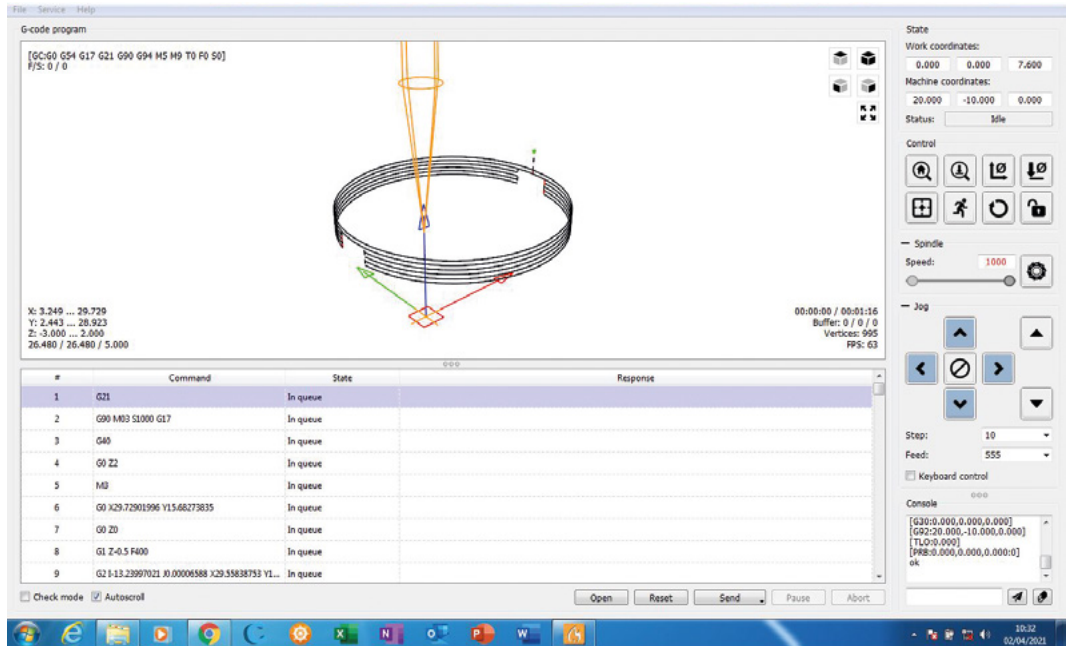 File Service Help
G-code program
[GC:G0 G54 G17 G21 G90 G94 M5 M9 T0 F0 S0]
F/S: 0 / 0
X: 3.249 ... 29.729
Y: 2.443 ... 28.923
Z: -3.000 ... 2.000
26.480 / 26.480 / 5.000
00:00:00 / 00:01:16
Buffer: 0 / 0 / 0
Vertices: 995
FPS: 63
# Command State Response
1 G21 In queue
2 G90 M03 S1000 G17 In queue
3 G40 In queue
4 G0 Z2 In queue
5 M3 In queue
6 G0 X29.72901996 Y15.68273835 In queue
7 G0 Z0 In queue
8 G1 Z-0.5 F400 In queue
9 G2 I-13.23997021 J0.00006588 X29.55838753 Y1... In queue
Check mode Autoscroll
Open Reset Send Pause Abort
State
Work coordinates:
0.000 0.000 7.600
Machine coordinates:
20.000 -10.000 0.000
Status: Idle
Control
Spindle
Speed: 1000
Jog
Step: 10
Feed: 555
Keyboard control
Console
[G30:0.000,0.000,0.000]
[G92:20.000,-10.000,0.000]
[TLO:0.000]
[PRB:0.000,0.000,0.000:0]
ok
10:32
02/04/2021